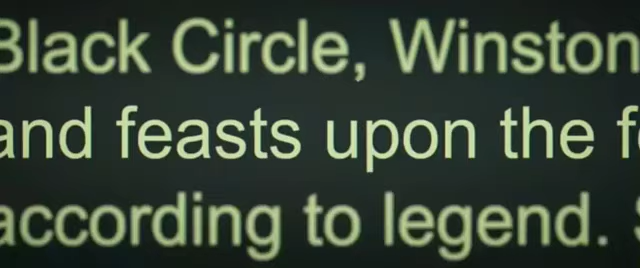 Black Circle, Winston
and feasts upon the f
according to legend. S